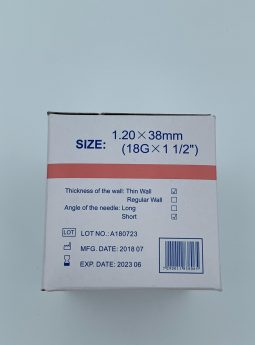 SIZE: 1.20×38mm
(18G×1 1/2")
Thickness of the wall: Thin Wall
Regular Wall
Angle of the needle: Long
Short
LOT LOT NO.: A180723
MFG. DATE: 2018 07
EXP. DATE: 2023 06